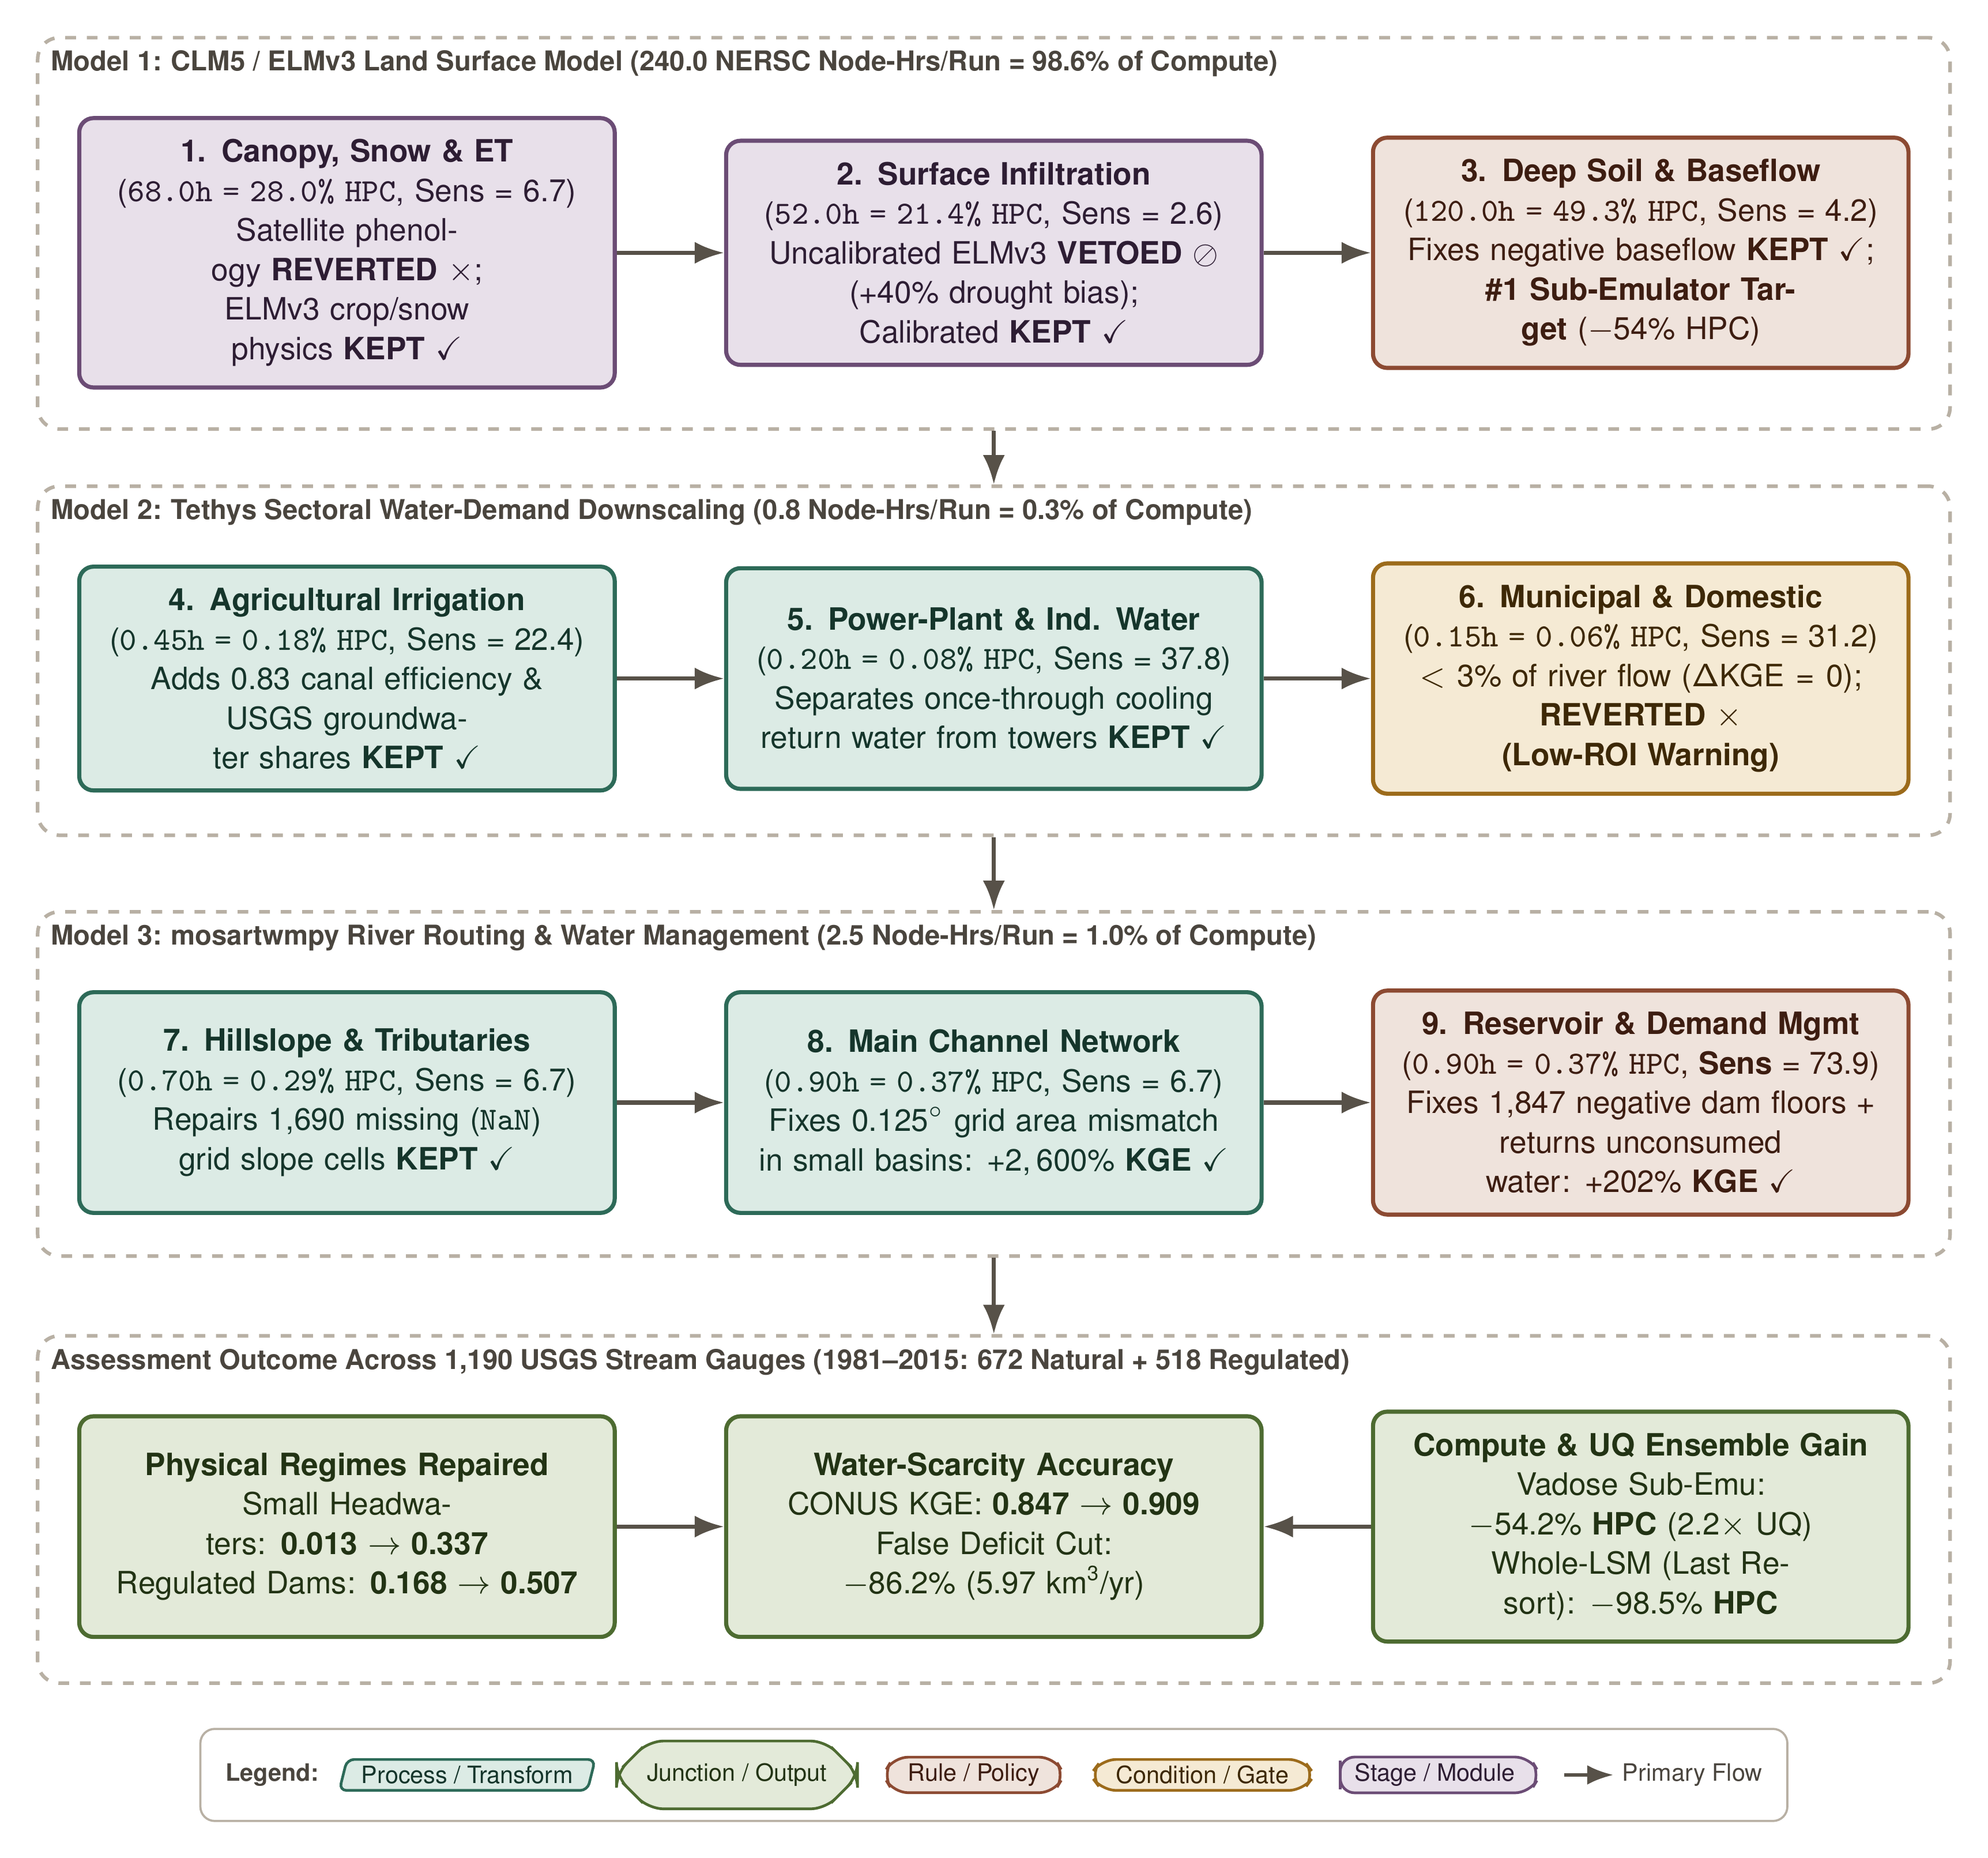 Model 1: CLM5 / ELMv3 Land Surface Model (240.0 NERSC Node-Hrs/Run = 98.6% of Compute)
1. Canopy, Snow & ET
(68.0h = 28.0% HPC, Sens = 6.7)
Satellite phenol-
ogy REVERTED ×;
ELMv3 crop/snow
physics KEPT ✓
2. Surface Infiltration
(52.0h = 21.4% HPC, Sens = 2.6)
Uncalibrated ELMv3 VETOED ⊘
(+40% drought bias);
Calibrated KEPT ✓
3. Deep Soil & Baseflow
(120.0h = 49.3% HPC, Sens = 4.2)
Fixes negative baseflow KEPT ✓;
#1 Sub-Emulator Tar-
get (−54% HPC)
Model 2: Tethys Sectoral Water-Demand Downscaling (0.8 Node-Hrs/Run = 0.3% of Compute)
4. Agricultural Irrigation
(0.45h = 0.18% HPC, Sens = 22.4)
Adds 0.83 canal efficiency &
USGS groundwa-
ter shares KEPT ✓
5. Power-Plant & Ind. Water
(0.20h = 0.08% HPC, Sens = 37.8)
Separates once-through cooling
return water from towers KEPT ✓
6. Municipal & Domestic
(0.15h = 0.06% HPC, Sens = 31.2)
< 3% of river flow (ΔKGE = 0);
REVERTED ×
(Low-ROI Warning)
Model 3: mosartwmpy River Routing & Water Management (2.5 Node-Hrs/Run = 1.0% of Compute)
7. Hillslope & Tributaries
(0.70h = 0.29% HPC, Sens = 6.7)
Repairs 1,690 missing (NaN)
grid slope cells KEPT ✓
8. Main Channel Network
(0.90h = 0.37% HPC, Sens = 6.7)
Fixes 0.125° grid area mismatch
in small basins: +2,600% KGE ✓
9. Reservoir & Demand Mgmt
(0.90h = 0.37% HPC, Sens = 73.9)
Fixes 1,847 negative dam floors +
returns unconsumed
water: +202% KGE ✓
Assessment Outcome Across 1,190 USGS Stream Gauges (1981–2015: 672 Natural + 518 Regulated)
Physical Regimes Repaired
Small Headwa-
ters: 0.013 → 0.337
Regulated Dams: 0.168 → 0.507
Water-Scarcity Accuracy
CONUS KGE: 0.847 → 0.909
False Deficit Cut:
−86.2% (5.97 km³/yr)
Compute & UQ Ensemble Gain
Vadose Sub-Emu:
−54.2% HPC (2.2× UQ)
Whole-LSM (Last Re-
sort): −98.5% HPC
Legend: Process / Transform Junction / Output Rule / Policy Condition / Gate Stage / Module Primary Flow